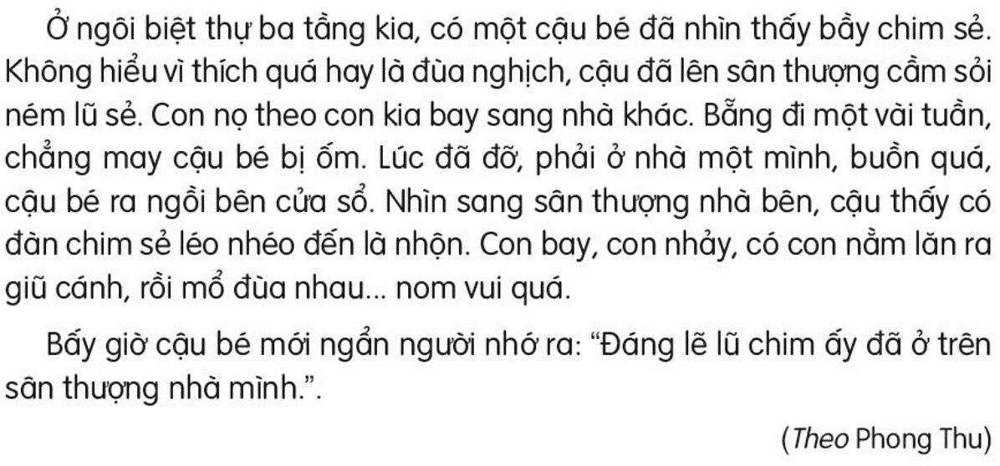 Ở ngôi biệt thự ba tầng kia, có một cậu bé đã nhìn thấy bầy chim sẻ.
Không hiểu vì thích quá hay là đùa nghịch, cậu đã lên sân thượng cầm sỏi
ném lũ sẻ. Con nọ theo con kia bay sang nhà khác. Bẵng đi một vài tuần,
chẳng may cậu bé bị ốm. Lúc đã đỡ, phải ở nhà một mình, buồn quá,
cậu bé ra ngồi bên cửa sổ. Nhìn sang sân thượng nhà bên, cậu thấy có
đàn chim sẻ léo nhéo đến là nhộn. Con bay, con nhảy, có con nằm lăn ra
giũ cánh, rồi mổ đùa nhau... nom vui quá.
Bấy giờ cậu bé mới ngẩn người nhớ ra: “Đáng lẽ lũ chim ấy đã ở trên
sân thượng nhà mình.”.
(Theo Phong Thu)